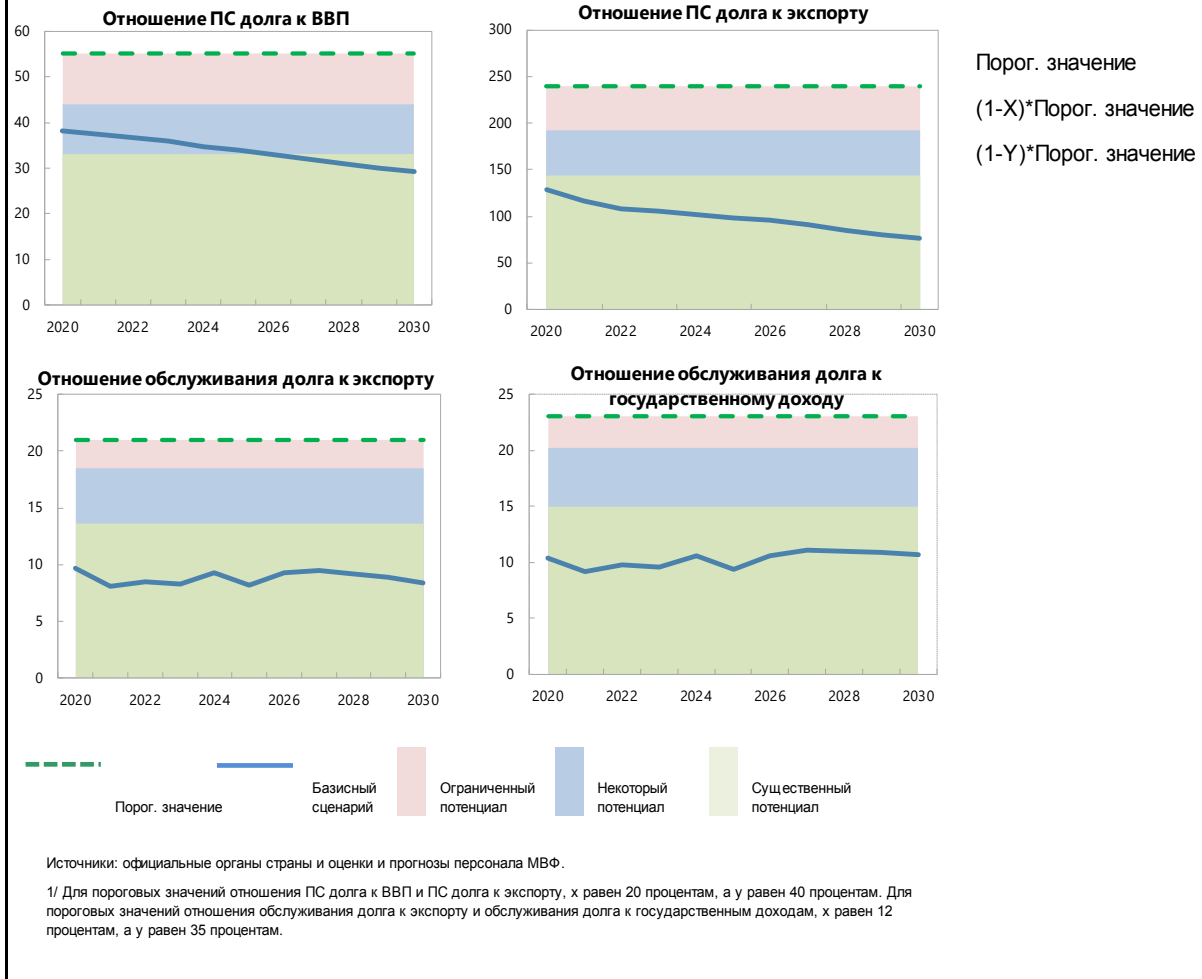 Отношение ПС долга к ВВП
60
50
40
30
20
10
0
2020 2022 2024 2026 2028 2030
Отношение ПС долга к экспорту
300
250
200
150
100
50
0
2020 2022 2024 2026 2028 2030
Порог. значение
(1-X)*Порог. значение
(1-Y)*Порог. значение
Отношение обслуживания долга к экспорту
25
20
15
10
5
0
2020 2022 2024 2026 2028 2030
Отношение обслуживания долга к
государственному доходу
25
20
15
10
5
0
2020 2022 2024 2026 2028 2030
Порог. значение
Базисный
сценарий
Ограниченный
потенциал
Некоторый
потенциал
Существенный
потенциал
Источники: официальные органы страны и оценки и прогнозы персонала МВФ.
1/ Для пороговых значений отношения ПС долга к ВВП и ПС долга к экспорту, x равен 20 процентам, а y равен 40 процентам. Для
пороговых значений отношения обслуживания долга к экспорту и обслуживания долга к государственным доходам, x равен 12
процентам, а y равен 35 процентам.